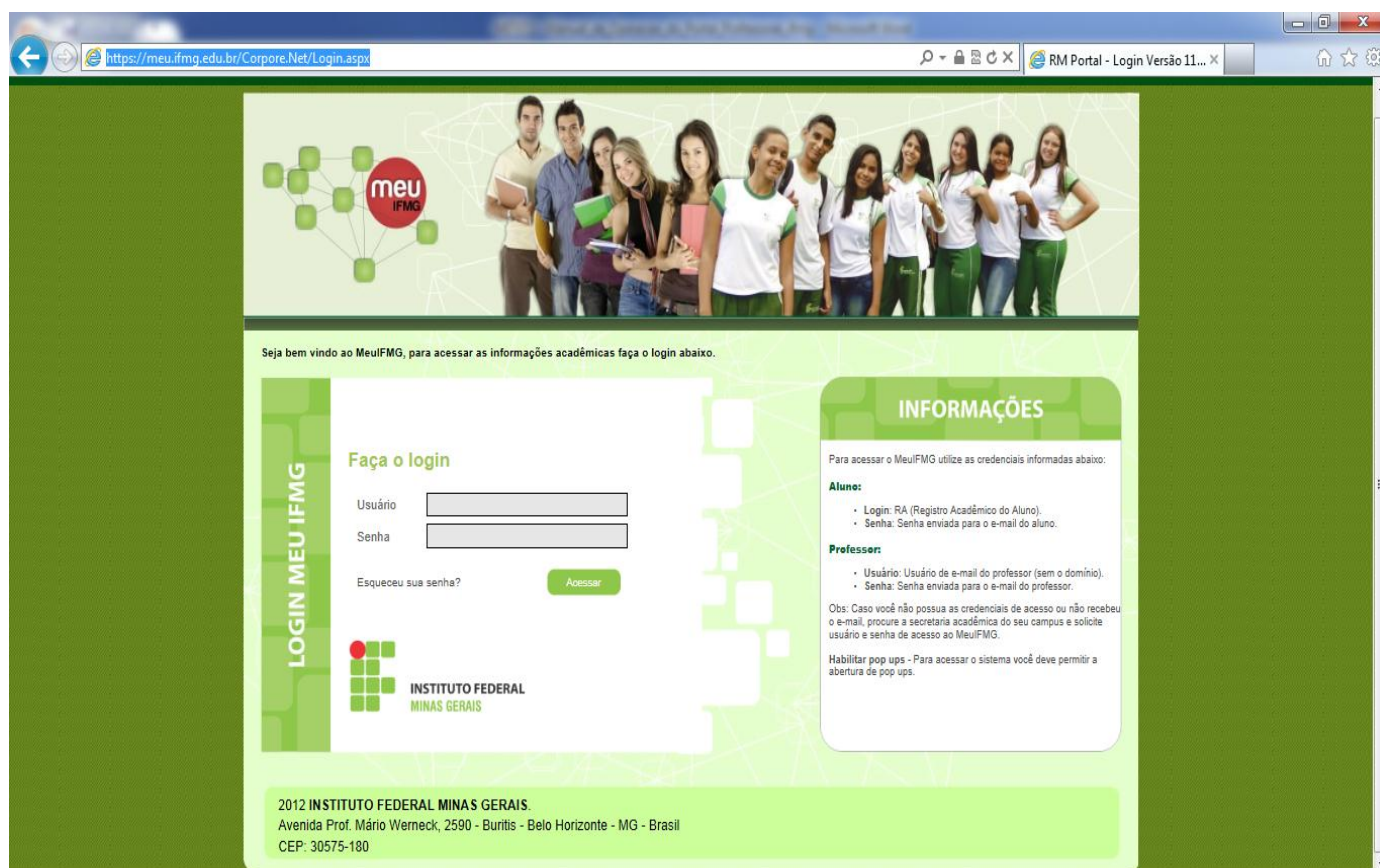 https://meu.ifmg.edu.br/Corpore.Net/Login.aspx
RM Portal - Login Versão 11...
meu
IFMG
Seja bem vindo ao MeuIFMG, para acessar as informações acadêmicas faça o login abaixo.
LOGIN MEU IFMG
Faça o login
Usuário
Senha
Esqueceu sua senha?
Acessar
INSTITUTO FEDERAL
MINAS GERAIS
INFORMAÇÕES
Para acessar o MeuIFMG utilize as credenciais informadas abaixo:
Aluno:
• Login: RA (Registro Acadêmico do Aluno).
• Senha: Senha enviada para o e-mail do aluno.
Professor:
• Usuário: Usuário de e-mail do professor (sem o domínio).
• Senha: Senha enviada para o e-mail do professor.
Obs: Caso você não possua as credenciais de acesso ou não recebeu
o e-mail, procure a secretaria acadêmica do seu campus e solicite
usuário e senha de acesso ao MeuIFMG.
Habilitar pop ups - Para acessar o sistema você deve permitir a
abertura de pop ups.
2012 INSTITUTO FEDERAL MINAS GERAIS.
Avenida Prof. Mário Werneck, 2590 - Buritis - Belo Horizonte - MG - Brasil
CEP: 30575-180